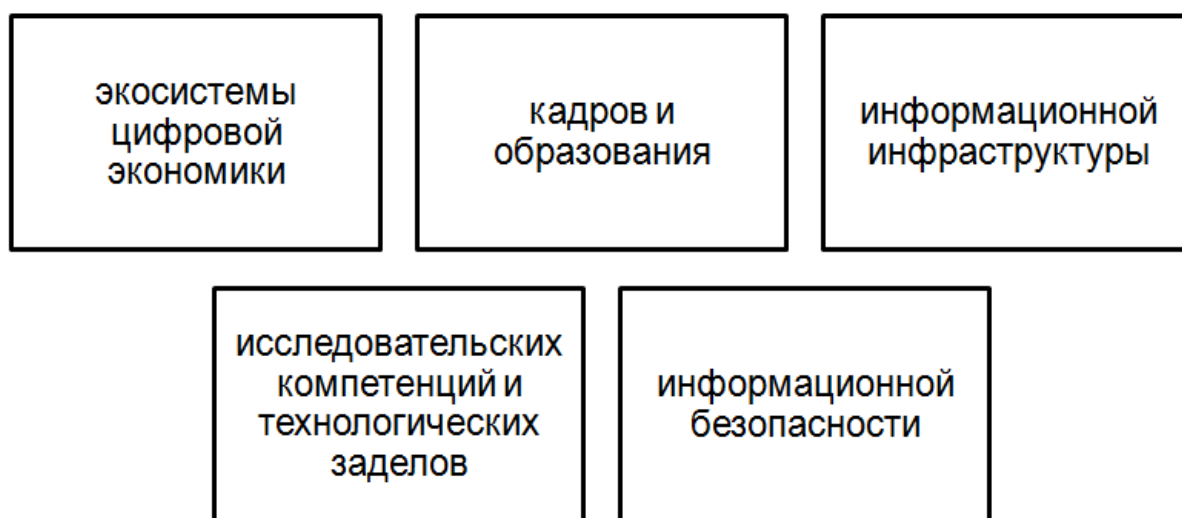 экосистемы
цифровой
экономики
кадров и
образования
информационной
инфраструктуры
исследовательских
компетенций и
технологических
заделов
информационной
безопасности